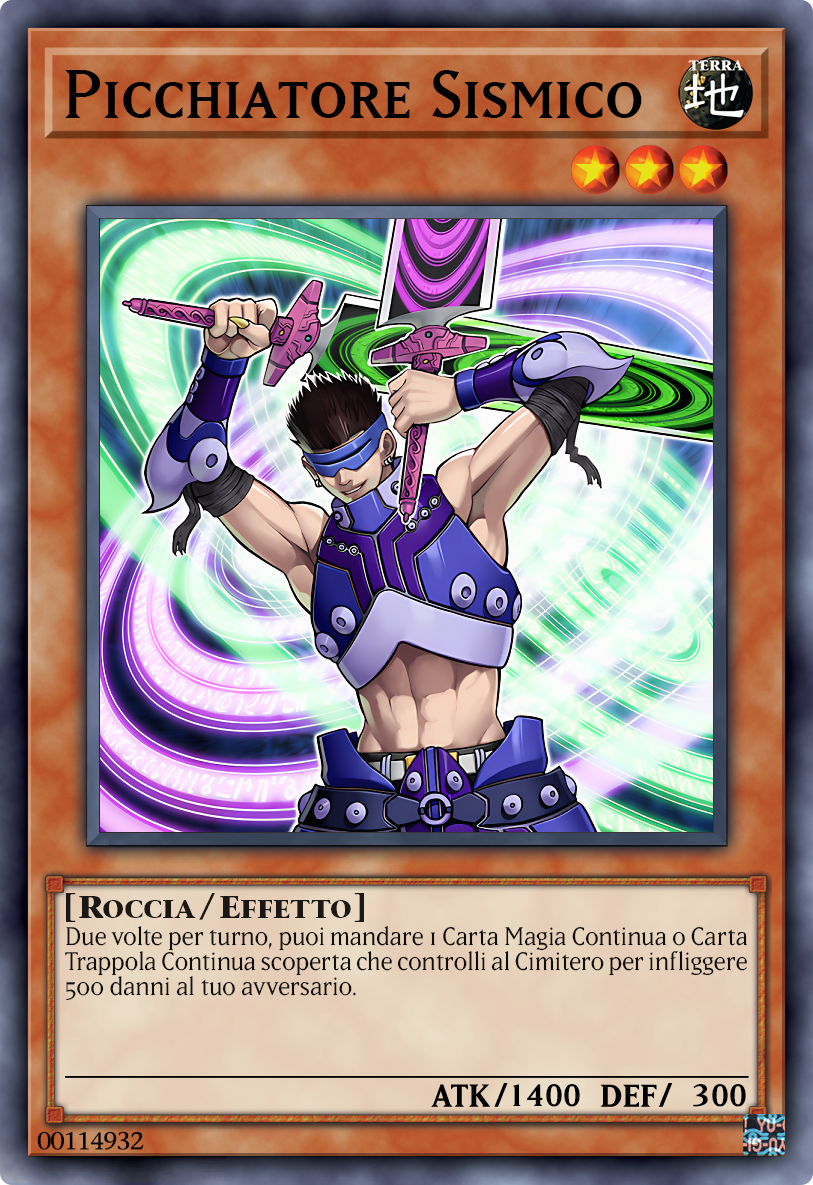 Picchiatore Sismico
TERRA
地
[Roccia/Effetto]
Due volte per turno, puoi mandare 1 Carta Magia Continua o Carta
Trappola Continua scoperta che controlli al Cimitero per infliggere
500 danni al tuo avversario.
ATK/1400 DEF/ 300
00114932